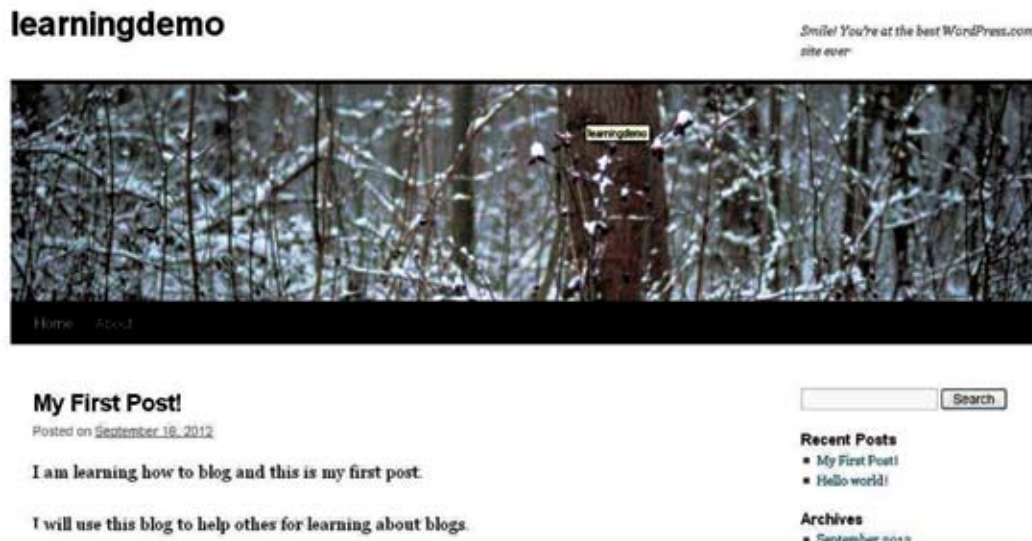 learningdemo
Smile! You're at the best WordPress.com
site ever
learningdemo
Home About
My First Post!
Posted on September 18, 2012
I am learning how to blog and this is my first post.
I will use this blog to help othes for learning about blogs.
Search
Recent Posts
My First Post!
Hello world!
Archives
September 2012